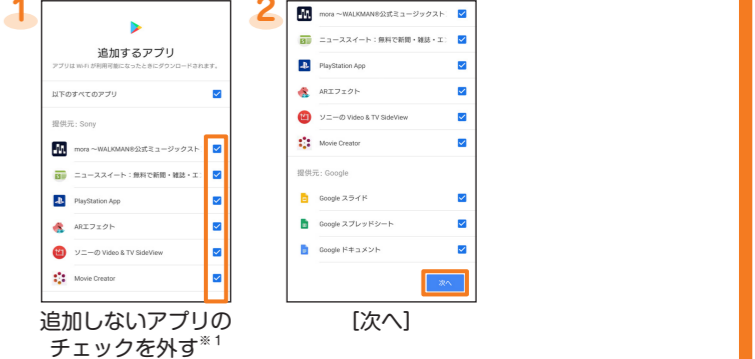 1
追加するアプリ
アプリは Wi-Fi が利用可能になったときにダウンロードされます。
以下のすべてのアプリ
提供元: Sony
mora ～WALKMAN®公式ミュージックスト
ニューススイート：無料で新聞・雑誌・エ
PlayStation App
ARエフェクト
ソニーの Video & TV SideView
Movie Creator
追加しないアプリの
チェックを外す※1
2
mora ～WALKMAN®公式ミュージックスト
ニューススイート：無料で新聞・雑誌・エ
PlayStation App
ARエフェクト
ソニーの Video & TV SideView
Movie Creator
提供元: Google
Google スライド
Google スプレッドシート
Google ドキュメント
次へ
[次へ]